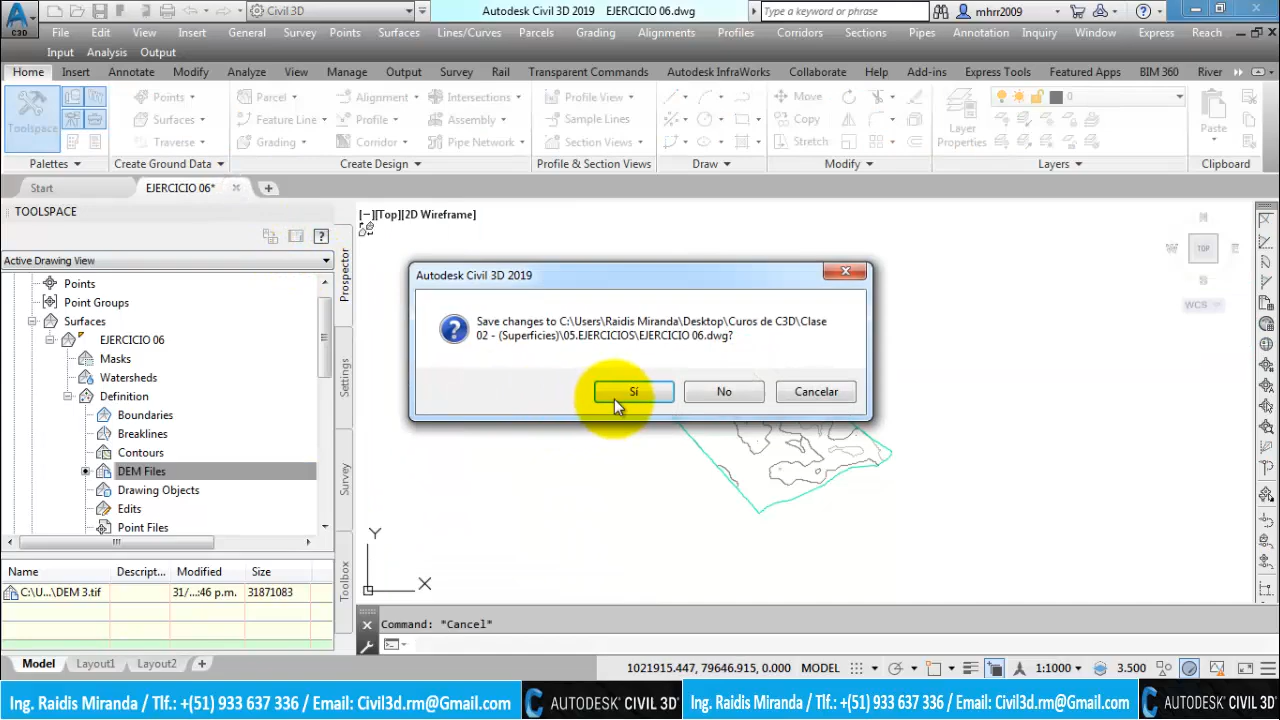 C3D
Civil 3D
Autodesk Civil 3D 2019 EJERCICIO 06.dwg
Type a keyword or phrase
mhrr2009
File Edit View Insert General Survey Points Surfaces Lines/Curves Parcels Grading Alignments Profiles Corridors Sections Pipes Annotation Inquiry Window Express Reach
Input Analysis Output
Home Insert Annotate Modify Analyze View Manage Output Survey Rail Transparent Commands Autodesk InfraWorks Collaborate Help Add-ins Express Tools Featured Apps BIM 360 River
Points Parcel Alignment Intersections Profile View Move 0
Toolspace Surfaces Feature Line Profile Assembly Sample Lines Copy Layer Properties Paste
Traverse Grading Corridor Pipe Network Section Views Stretch
Palettes Create Ground Data Create Design Profile & Section Views Draw Modify Layers Clipboard
Start EJERCICIO 06*
TOOLSPACE
[−][Top][2D Wireframe]
Active Drawing View
Points
Point Groups
Surfaces
EJERCICIO 06
Masks
Watersheds
Definition
Boundaries
Breaklines
Contours
DEM Files
Drawing Objects
Edits
Point Files
Prospector
Settings
Survey
Toolbox
Autodesk Civil 3D 2019
Save changes to C:\Users\Raidis Miranda\Desktop\Curos de C3D\Clase
02 - (Superficies)\05.EJERCICIOS\EJERCICIO 06.dwg?
Sí No Cancelar
N
W TOP E
S
WCS
Y
X
Name Descript... Modified Size
C:\U...\DEM 3.tif 31/...:46 p.m. 31871083
Command: *Cancel*
Model Layout1 Layout2
1021915.447, 79646.915, 0.000 MODEL 1:1000 3.500
Ing. Raidis Miranda / Tlf.: +(51) 933 637 336 / Email: Civil3d.rm@Gmail.com AUTODESK® CIVIL 3D® Ing. Raidis Miranda / Tlf.: +(51) 933 637 336 / Email: Civil3d.rm@Gmail.com AUTODESK® CIVIL 3D